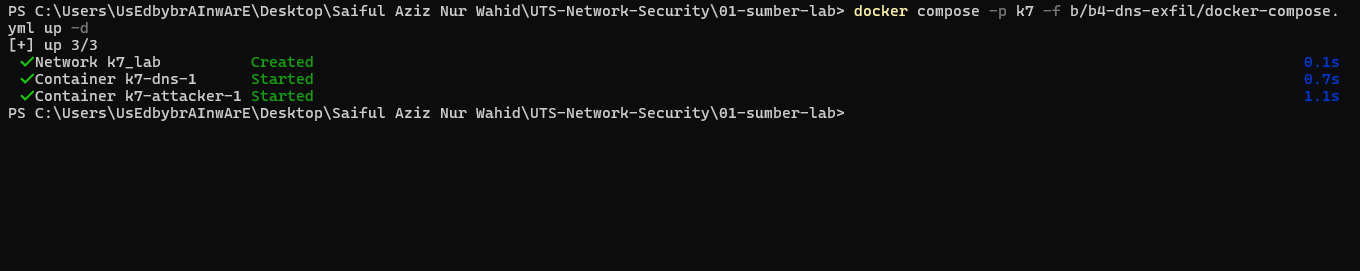 PS C:\Users\UsEdbybrAInwArE\Desktop\Saiful Aziz Nur Wahid\UTS-Network-Security\01-sumber-lab> docker compose -p k7 -f b/b4-dns-exfil/docker-compose.
yml up -d
[+] up 3/3
✓Network k7_lab Created 0.1s
✓Container k7-dns-1 Started 0.7s
✓Container k7-attacker-1 Started 1.1s
PS C:\Users\UsEdbybrAInwArE\Desktop\Saiful Aziz Nur Wahid\UTS-Network-Security\01-sumber-lab>